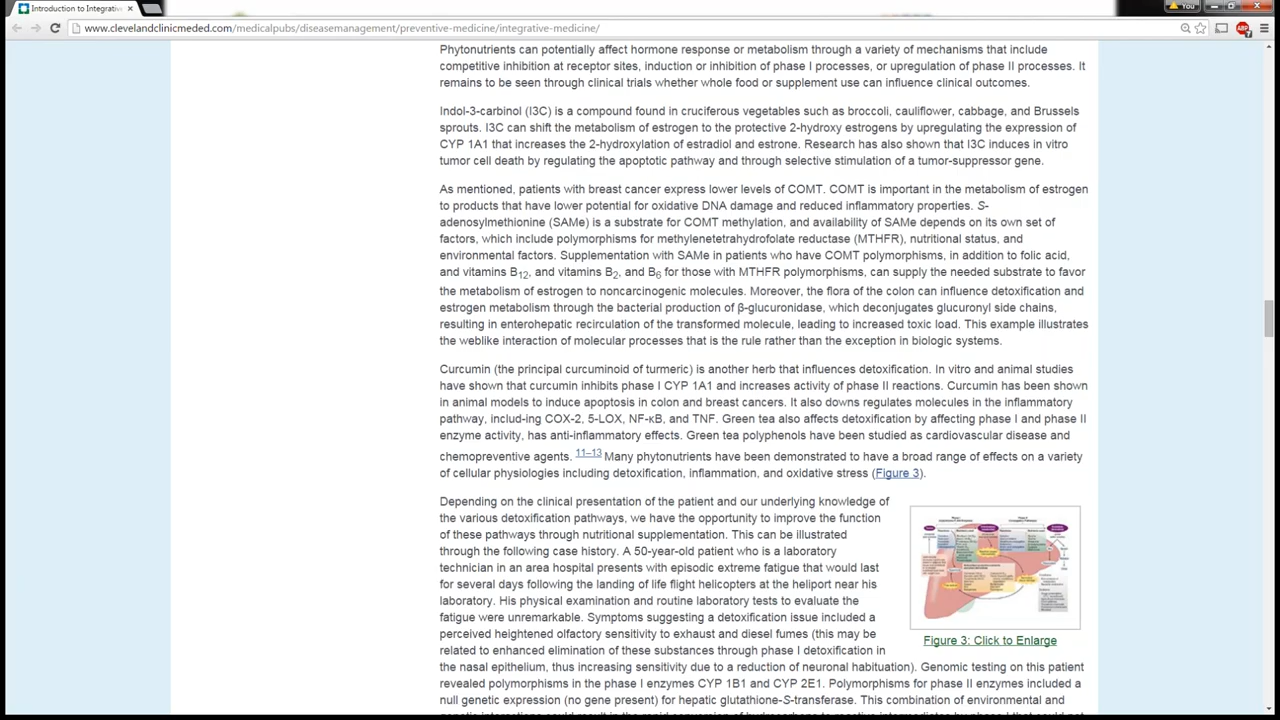 Introduction to Integrativ
You
www.clevelandclinicmeded.com/medicalpubs/diseasemanagement/preventive-medicine/integrative-medicine/
Phytonutrients can potentially affect hormone response or metabolism through a variety of mechanisms that include
competitive inhibition at receptor sites, induction or inhibition of phase I processes, or upregulation of phase II processes. It
remains to be seen through clinical trials whether whole food or supplement use can influence clinical outcomes.
Indol-3-carbinol (I3C) is a compound found in cruciferous vegetables such as broccoli, cauliflower, cabbage, and Brussels
sprouts. I3C can shift the metabolism of estrogen to the protective 2-hydroxy estrogens by upregulating the expression of
CYP 1A1 that increases the 2-hydroxylation of estradiol and estrone. Research has also shown that I3C induces in vitro
tumor cell death by regulating the apoptotic pathway and through selective stimulation of a tumor-suppressor gene.
As mentioned, patients with breast cancer express lower levels of COMT. COMT is important in the metabolism of estrogen
to products that have lower potential for oxidative DNA damage and reduced inflammatory properties. S-
adenosylmethionine (SAMe) is a substrate for COMT methylation, and availability of SAMe depends on its own set of
factors, which include polymorphisms for methylenetetrahydrofolate reductase (MTHFR), nutritional status, and
environmental factors. Supplementation with SAMe in patients who have COMT polymorphisms, in addition to folic acid,
and vitamins B12, and vitamins B2, and B6 for those with MTHFR polymorphisms, can supply the needed substrate to favor
the metabolism of estrogen to noncarcinogenic molecules. Moreover, the flora of the colon can influence detoxification and
estrogen metabolism through the bacterial production of β-glucuronidase, which deconjugates glucuronyl side chains,
resulting in enterohepatic recirculation of the transformed molecule, leading to increased toxic load. This example illustrates
the weblike interaction of molecular processes that is the rule rather than the exception in biologic systems.
Curcumin (the principal curcuminoid of turmeric) is another herb that influences detoxification. In vitro and animal studies
have shown that curcumin inhibits phase I CYP 1A1 and increases activity of phase II reactions. Curcumin has been shown
in animal models to induce apoptosis in colon and breast cancers. It also downs regulates molecules in the inflammatory
pathway, includ-ing COX-2, 5-LOX, NF-κB, and TNF. Green tea also affects detoxification by affecting phase I and phase II
enzyme activity, has anti-inflammatory effects. Green tea polyphenols have been studied as cardiovascular disease and
chemopreventive agents. 11–13 Many phytonutrients have been demonstrated to have a broad range of effects on a variety
of cellular physiologies including detoxification, inflammation, and oxidative stress (Figure 3).
Depending on the clinical presentation of the patient and our underlying knowledge of
the various detoxification pathways, we have the opportunity to improve the function
of these pathways through nutritional supplementation. This can be illustrated
through the following case history. A 50-year-old patient who is a laboratory
technician in an area hospital presents with episodic extreme fatigue that would last
for several days following the landing of life flight helicopters at the heliport near his
laboratory. His physical examination and routine laboratory tests to evaluate the
fatigue were unremarkable. Symptoms suggesting a detoxification issue included a
perceived heightened olfactory sensitivity to exhaust and diesel fumes (this may be
related to enhanced elimination of these substances through phase I detoxification in
the nasal epithelium, thus increasing sensitivity due to a reduction of neuronal habituation). Genomic testing on this patient
revealed polymorphisms in the phase I enzymes CYP 1B1 and CYP 2E1. Polymorphisms for phase II enzymes included a
null genetic expression (no gene present) for hepatic glutathione-S-transferase. This combination of environmental and
Figure 3: Click to Enlarge